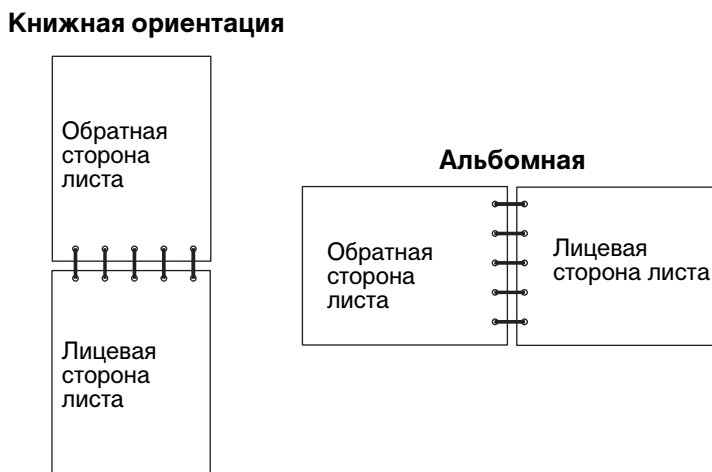 Книжная ориентация
Обратная
сторона
листа
Лицевая
сторона
листа
Альбомная
Обратная
сторона
листа
Лицевая
сторона листа